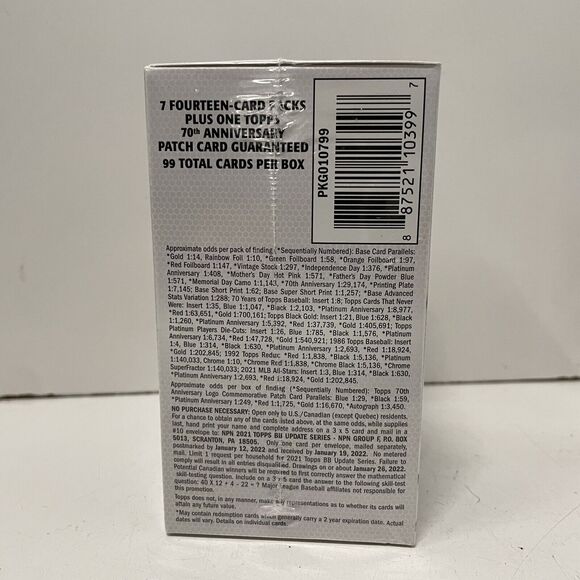 7 FOURTEEN-CARD PACKS
PLUS ONE TOPPS
70th ANNIVERSARY
PATCH CARD GUARANTEED
99 TOTAL CARDS PER BOX
PKG010799
8 87521 10399 7
Approximate odds per pack of finding (*Sequentially Numbered): Base Card Parallels:
*Gold 1:14, Rainbow Foil 1:10, *Green Foilboard 1:58, *Orange Foilboard 1:97,
*Red Foilboard 1:147, *Vintage Stock 1:297, *Independence Day 1:376, *Platinum
Anniversary 1:408, *Mother's Day Hot Pink 1:571, *Father's Day Powder Blue
1:571, *Memorial Day Camo 1:1,143, *70th Anniversary 1:29,174, *Printing Plate
1:7,145; Base Short Print 1:62; Base Super Short Print 1:1,257; *Base Advanced
Stats Variation 1:288; 70 Years of Topps Baseball: Insert 1:8; Topps Cards That Never
Were: Insert 1:35, Blue 1:1,047, *Black 1:2,103, *Platinum Anniversary 1:8,977,
*Red 1:63,651, *Gold 1:700,161; Topps Black Gold: Insert 1:21, Blue 1:628, *Black
1:1,260, *Platinum Anniversary 1:5,392, *Red 1:37,739, *Gold 1:405,691; Topps
Platinum Players Die-Cuts: Insert 1:26, Blue 1:785, *Black 1:1,576, *Platinum
Anniversary 1:6,734, *Red 1:47,728, *Gold 1:540,921; 1986 Topps Baseball: Insert
1:4, Blue 1:314, *Black 1:630, *Platinum Anniversary 1:2,693, *Red 1:18,924,
*Gold 1:202,845; 1992 Topps Redux: Red 1:1,838, *Black 1:5,136, *Platinum
1:140,033, Chrome 1:10, Chrome Red 1:1,838, *Chrome Black 1:5,136, *Chrome
SuperFractor 1:140,033; 2021 MLB All-Stars: Insert 1:3, Blue 1:314, *Black 1:630,
*Platinum Anniversary 1:2,693, *Red 1:18,924, *Gold 1:202,845.
Approximate odds per box of finding (*Sequentially Numbered): Topps 70th
Anniversary Logo Commemorative Patch Card Parallels: Blue 1:29, *Black 1:59,
*Platinum Anniversary 1:249, *Red 1:1,725, *Gold 1:16,670, *Autograph 1:3,450.
NO PURCHASE NECESSARY: Open only to U.S./Canadian (except Quebec) residents.
For a chance to obtain any of the cards listed above, at the same odds, while supplies
last, hand print your name and complete address on a 3 x 5 card and mail in a
#10 envelope to: NPN 2021 TOPPS BB UPDATE SERIES - NPN GROUP F, P.O. BOX
5013, SCRANTON, PA 18505. Only one card per envelope, mailed separately,
postmarked by January 12, 2022 and received by January 19, 2022. No metered
mail. Limit 1 request per household for 2021 Topps BB Update Series. Failure to
comply will result in all entries disqualified. Drawings on or about January 26, 2022.
Potential Canadian winners will be required to first correctly answer the mathematical
skill-testing question. Include on a 3 x 5 card the answer to the following skill-test
question: 40 X 12 + 4 - 22 = ? Major League Baseball affiliates not responsible for
this promotion.
Topps does not, in any manner, make any representations as to whether its cards will
attain any future value.
*May contain redemption cards which generally carry a 2 year expiration date. Actual
dates will vary. Details on individual cards.